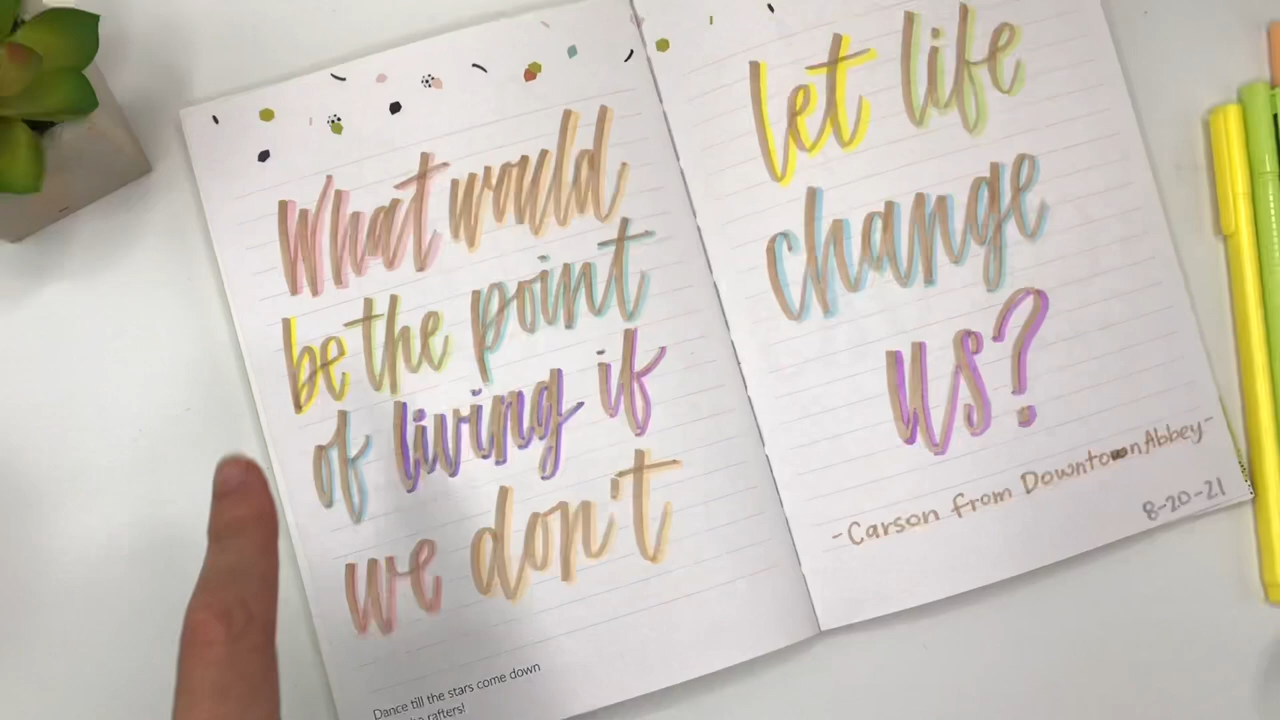 What would
be the point
of living if
we don't
Dance till the stars come down
rafters!
let life
change
us?
-Carson from Downtown Abbey-
8-20-21